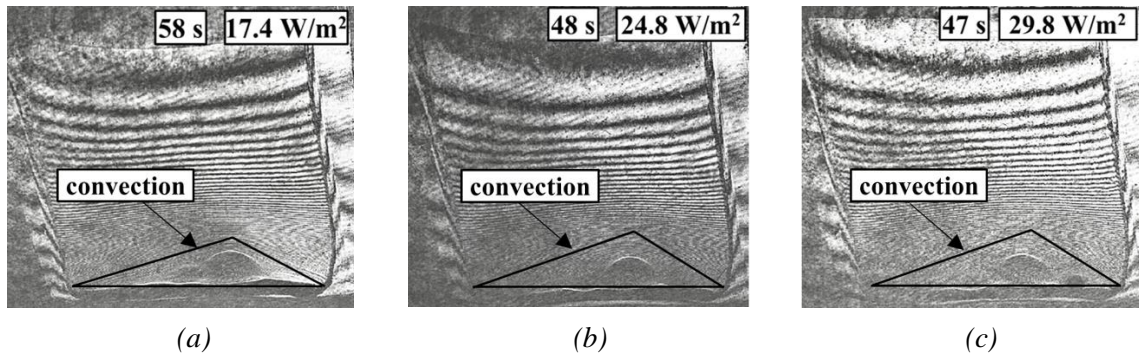 58 s 17.4 W/m²
convection
(a)
48 s 24.8 W/m²
convection
(b)
47 s 29.8 W/m²
convection
(c)